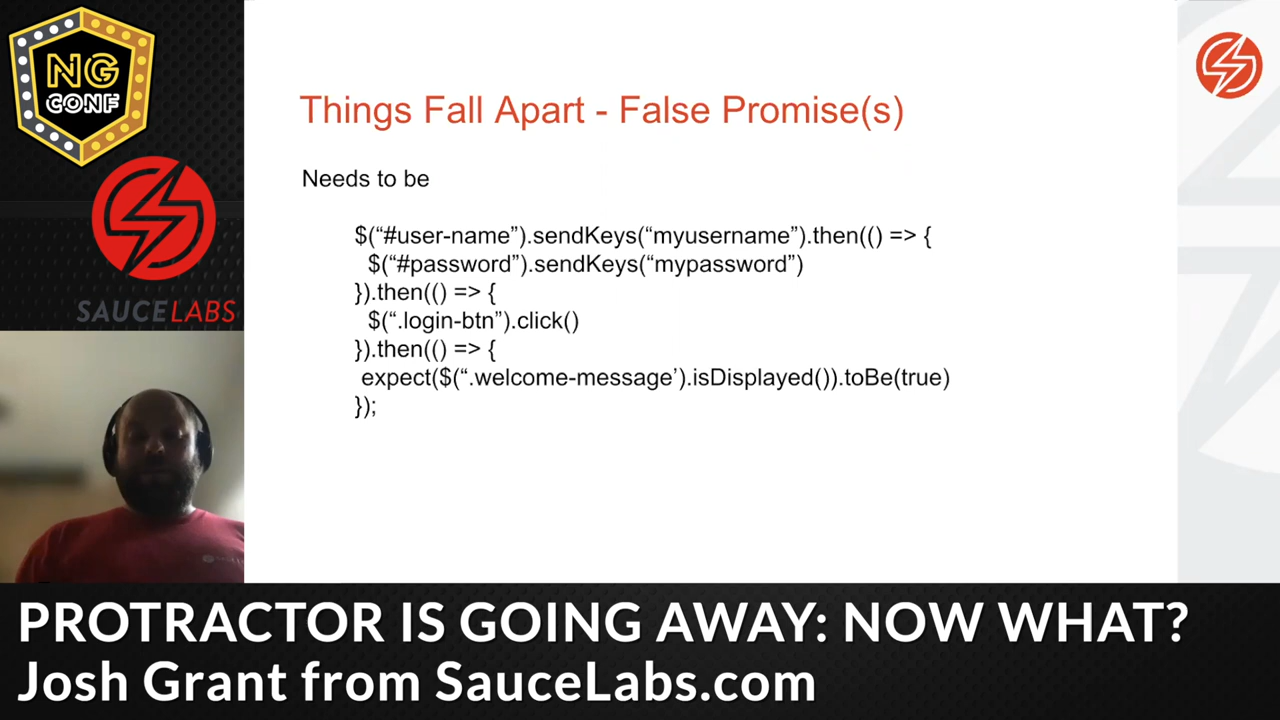 NG
CONF
SAUCELABS
Things Fall Apart - False Promise(s)
Needs to be
$(“#user-name”).sendKeys(“myusername”).then(() => {
$(“#password”).sendKeys(“mypassword”)
}).then(() => {
$(“.login-btn”).click()
}).then(() => {
expect($(“.welcome-message’).isDisplayed()).toBe(true)
});
PROTRACTOR IS GOING AWAY: NOW WHAT?
Josh Grant from SauceLabs.com